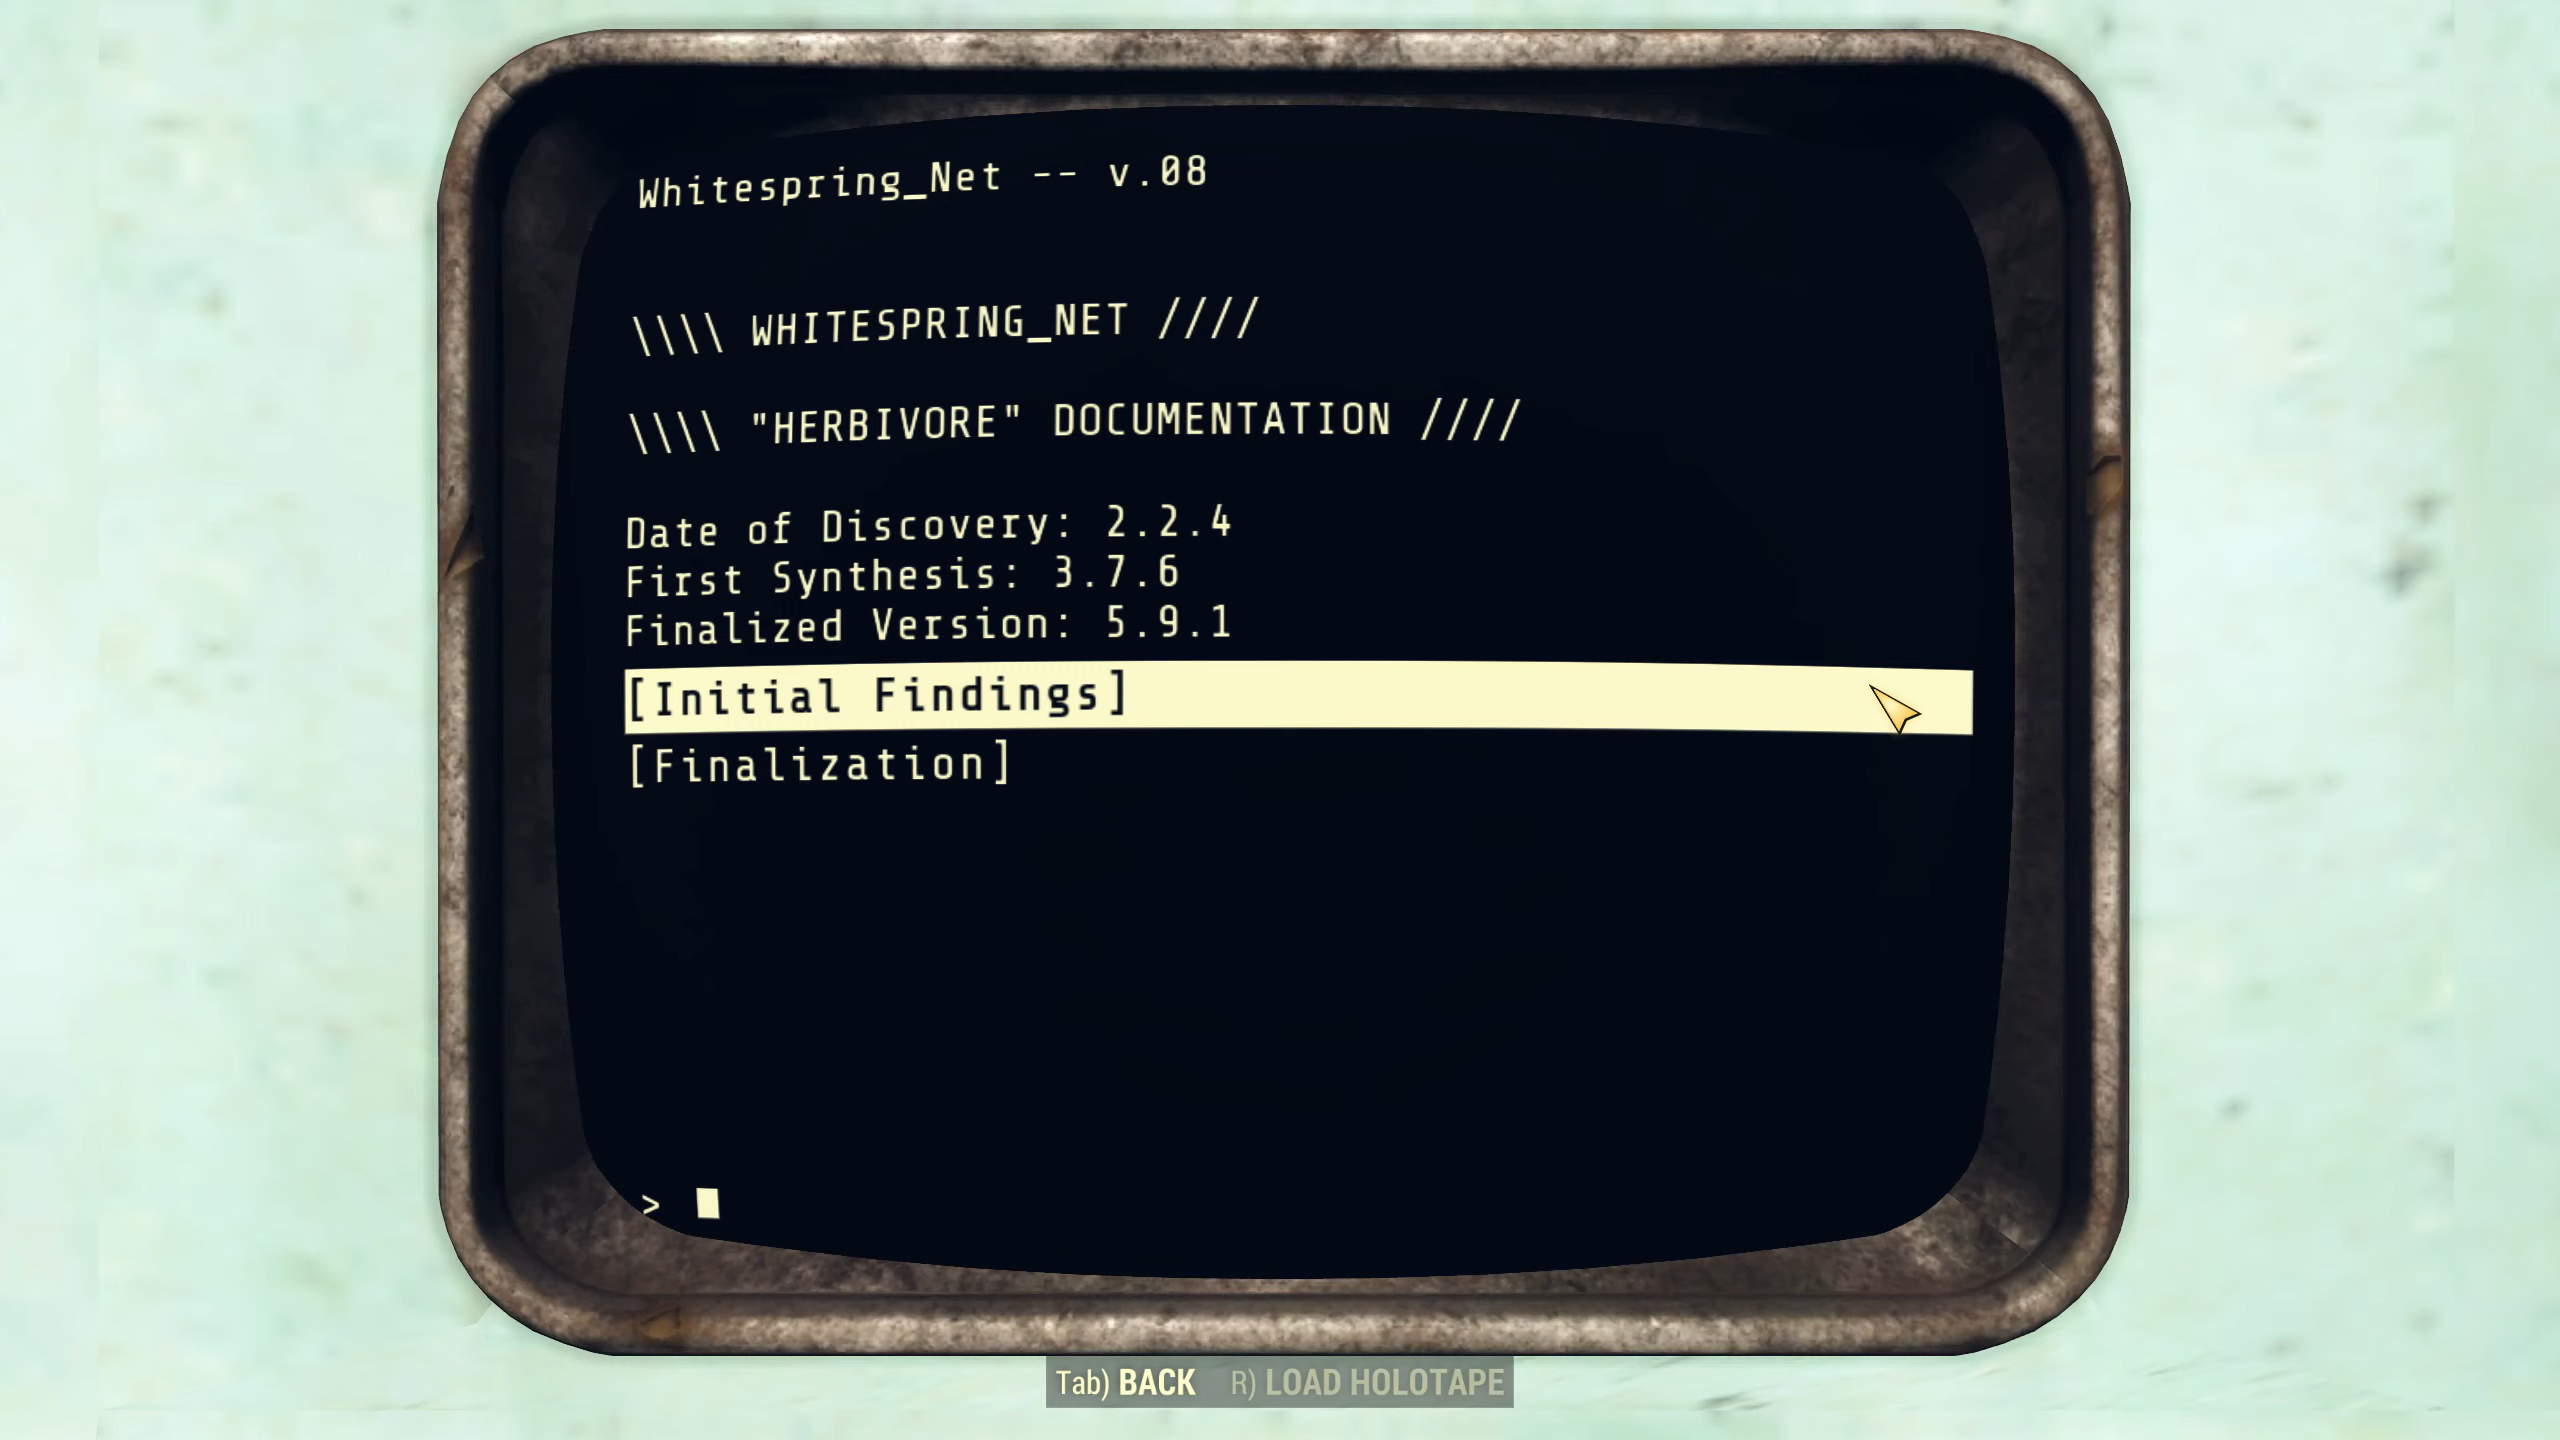 Whitespring_Net -- v.08
\\\\ WHITESPRING_NET ////
\\\\ "HERBIVORE" DOCUMENTATION ////
Date of Discovery: 2.2.4
First Synthesis: 3.7.6
Finalized Version: 5.9.1
[Initial Findings]
[Finalization]
>
Tab) BACK R) LOAD HOLOTAPE